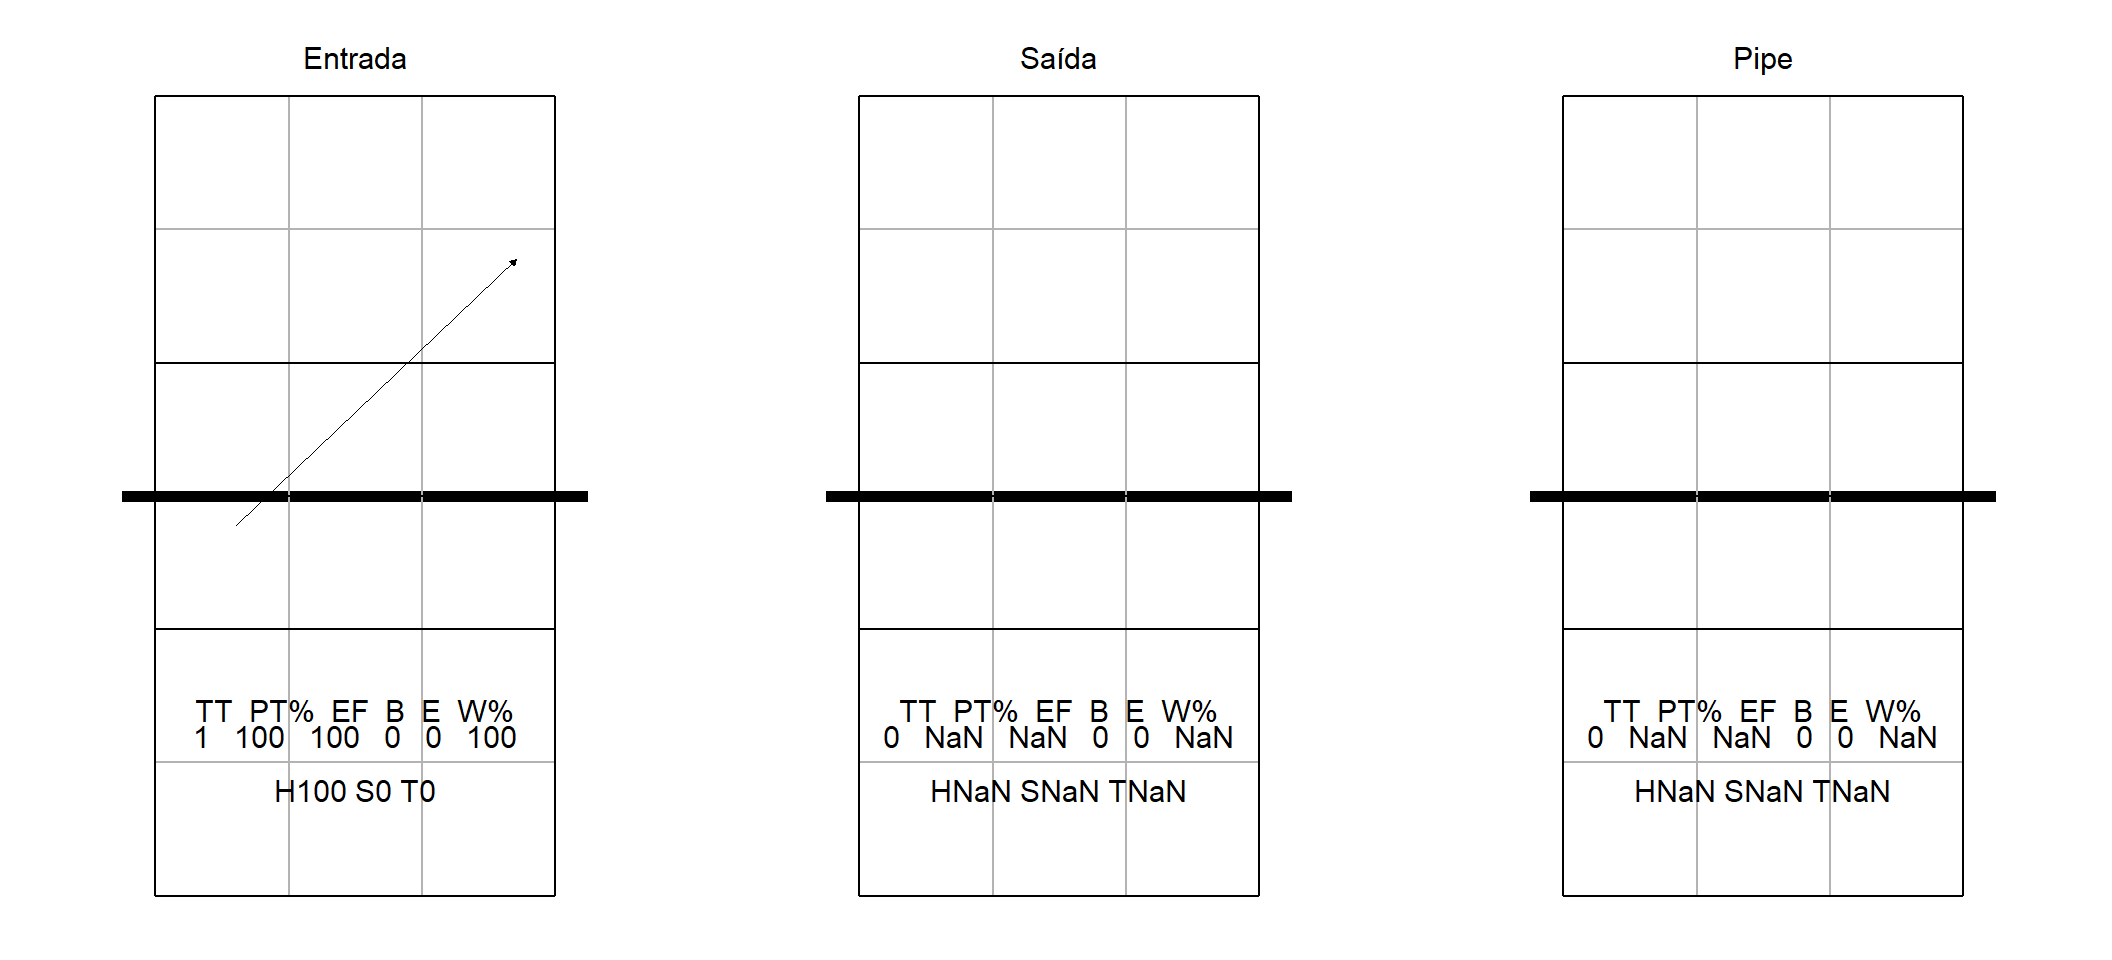 Entrada
TT PT% EF B E W%
1 100 100 0 0 100
H100 S0 T0
Saída
TT PT% EF B E W%
0 NaN NaN 0 0 NaN
HNaN SNaN TNaN
Pipe
TT PT% EF B E W%
0 NaN NaN 0 0 NaN
HNaN SNaN TNaN